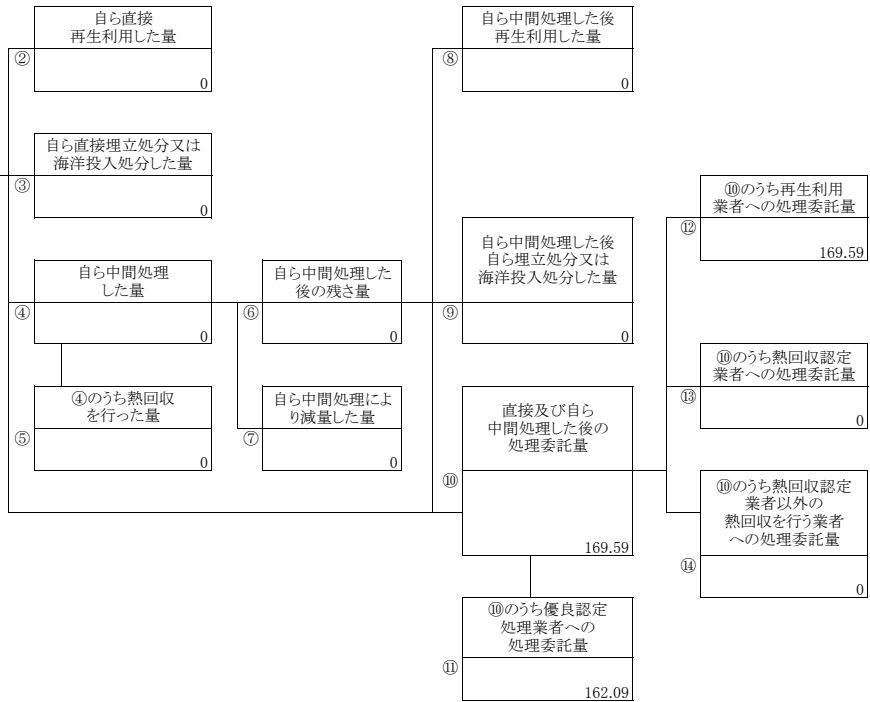 自ら直接
再生利用した量
②
0
自ら直接埋立処分又は
海洋投入処分した量
③
0
自ら中間処理
した量
④
0
④のうち熱回収
を行った量
⑤
0
自ら中間処理した
後の残さ量
⑥
0
自ら中間処理によ
り減量した量
⑦
0
自ら中間処理した後
再生利用した量
⑧
0
自ら中間処理した後
自ら埋立処分又は
海洋投入処分した量
⑨
0
直接及び自ら
中間処理した後の
処理委託量
⑩
169.59
⑩のうち優良認定
処理業者への
処理委託量
⑪
162.09
⑩のうち再生利用
業者への処理委託量
⑫
169.59
⑩のうち熱回収認定
業者への処理委託量
⑬
0
⑩のうち熱回収認定
業者以外の
熱回収を行う業者
への処理委託量
⑭
0